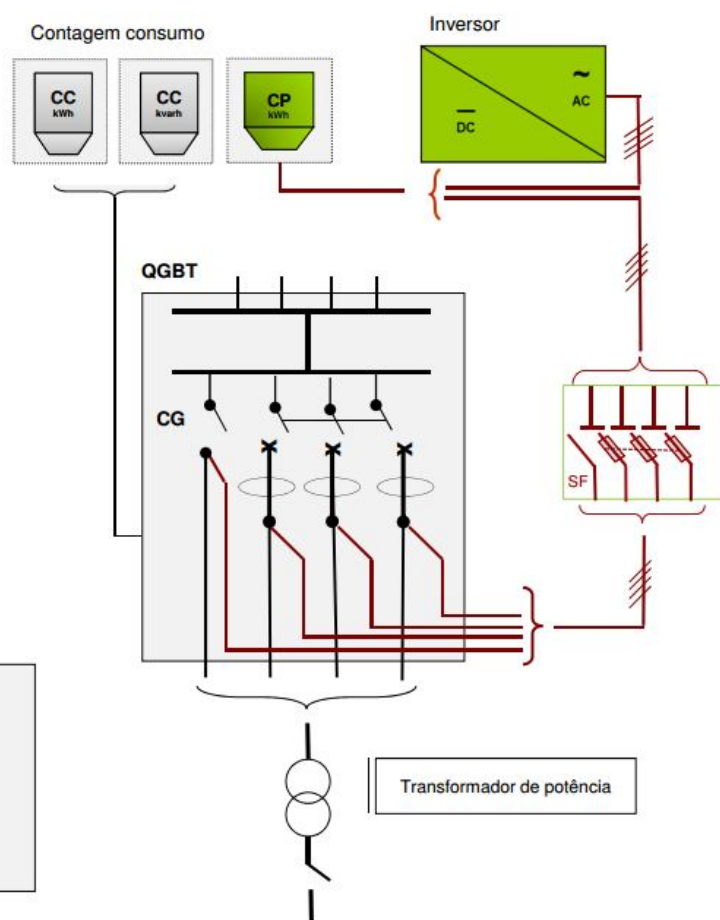 Contagem consumo
Inversor
CC
kWh
CC
kvarh
CP
kWh
~
AC
DC
QGBT
CG
SF
Transformador de potência